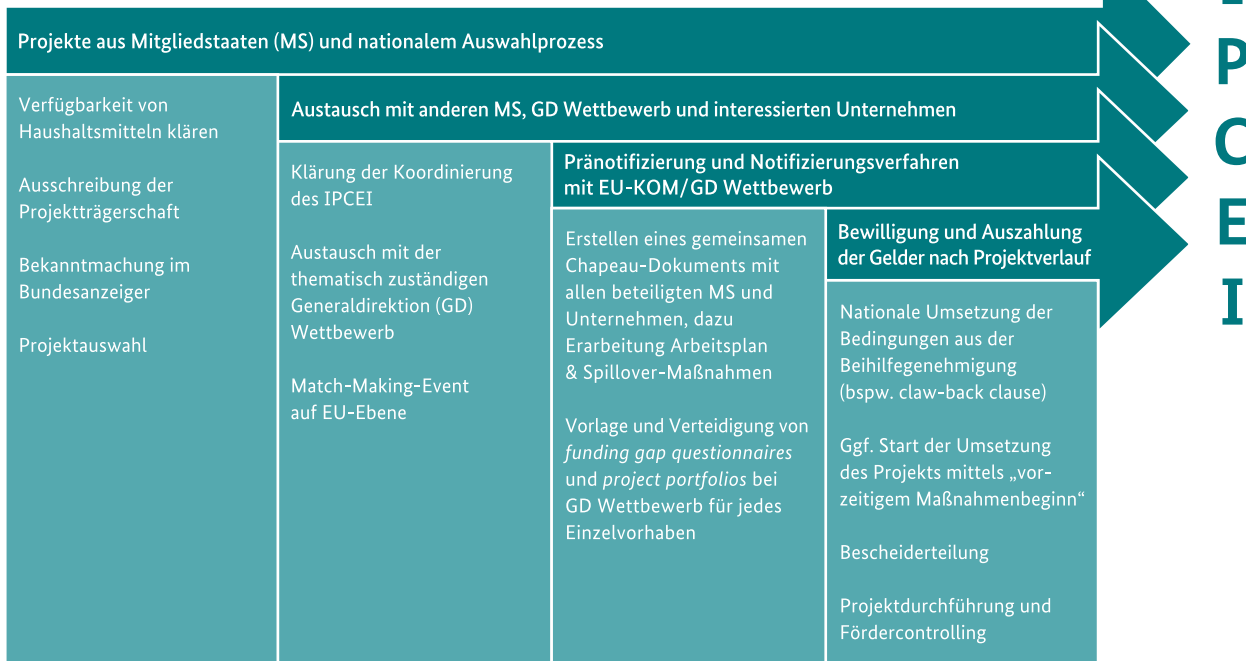 Projekte aus Mitgliedstaaten (MS) und nationalem Auswahlprozess
Verfügbarkeit von
Haushaltsmitteln klären
Ausschreibung der
Projektträgerschaft
Bekanntmachung im
Bundesanzeiger
Projektauswahl
Austausch mit anderen MS, GD Wettbewerb und interessierten Unternehmen
Klärung der Koordinierung
des IPCEI
Austausch mit der
thematisch zuständigen
Generaldirektion (GD)
Wettbewerb
Match-Making-Event
auf EU-Ebene
Pränotifizierung und Notifizierungsverfahren
mit EU-KOM/GD Wettbewerb
Erstellen eines gemeinsamen
Chapeau-Dokuments mit
allen beteiligten MS und
Unternehmen, dazu
Erarbeitung Arbeitsplan
& Spillover-Maßnahmen
Vorlage und Verteidigung von
funding gap questionnaires
und project portfolios bei
GD Wettbewerb für jedes
Einzelvorhaben
Bewilligung und Auszahlung
der Gelder nach Projektverlauf
Nationale Umsetzung der
Bedingungen aus der
Beihilfegenehmigung
(bspw. claw-back clause)
Ggf. Start der Umsetzung
des Projekts mittels „vor-
zeitigem Maßnahmenbeginn“
Bescheiderteilung
Projektdurchführung und
Fördercontrolling
I
P
C
E
I